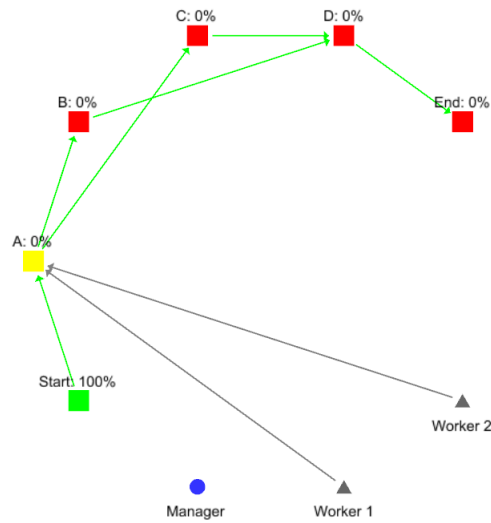 C: 0%
D: 0%
B: 0%
End: 0%
A: 0%
Start: 100%
Worker 2
Manager
Worker 1